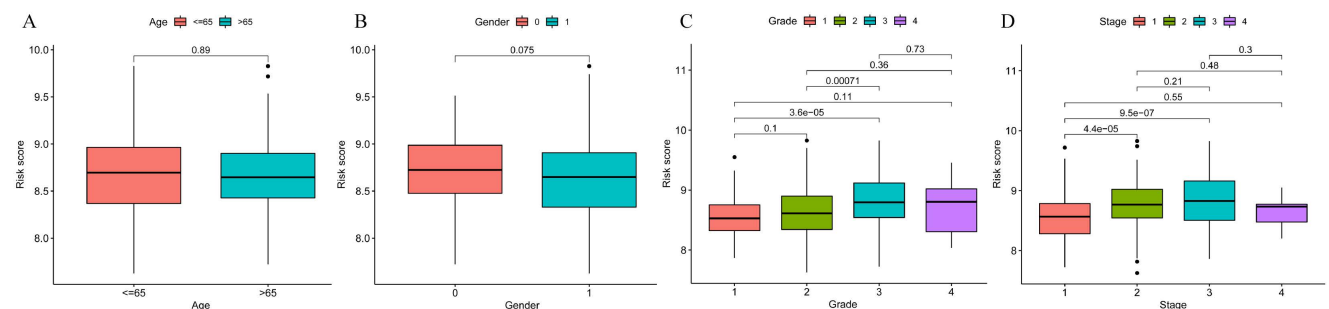 A
Age <=65 >65
10.0
9.5
9.0
8.5
8.0
Risk score
0.89
<=65 >65
Age
B
Gender 0 1
10.0
9.5
9.0
8.5
8.0
Risk score
0.075
0 1
Gender
C
Grade 1 2 3 4
11
10
9
8
Risk score
0.73
0.36
0.00071
0.11
3.6e−05
0.1
1 2 3 4
Grade
D
Stage 1 2 3 4
11
10
9
8
Risk score
0.3
0.48
0.21
0.55
9.5e−07
4.4e−05
1 2 3 4
Stage